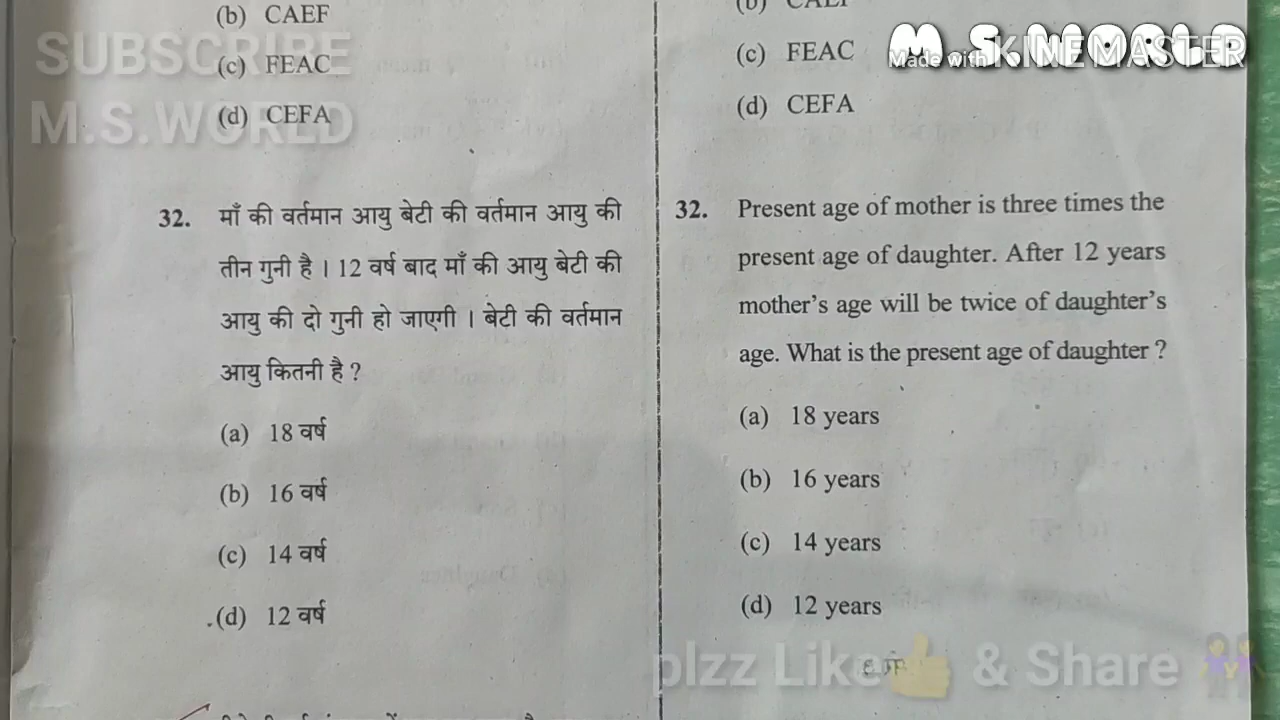 (b) CAEF
(c) FEAC
(d) CEFA
32. माँ की वर्तमान आयु बेटी की वर्तमान आयु की
तीन गुनी है । 12 वर्ष बाद माँ की आयु बेटी की
आयु की दो गुनी हो जाएगी । बेटी की वर्तमान
आयु कितनी है ?
(a) 18 वर्ष
(b) 16 वर्ष
(c) 14 वर्ष
(d) 12 वर्ष
(c) FEAC
(d) CEFA
32. Present age of mother is three times the
present age of daughter. After 12 years
mother's age will be twice of daughter's
age. What is the present age of daughter ?
(a) 18 years
(b) 16 years
(c) 14 years
(d) 12 years
SUBSCRIBE
M.S.WORLD
M.S.WORLD
Made with KINEMASTER
plzz Like👍 & Share 👭